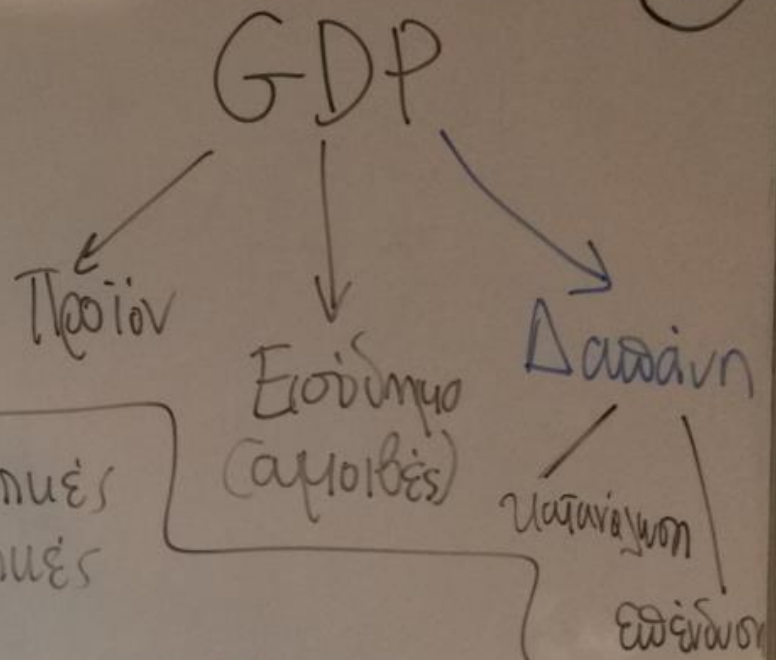 GDP
Προϊόν
Εισόδημα
(αμοιβές)
Δαπάνη
κατανάλωση
επένδυση